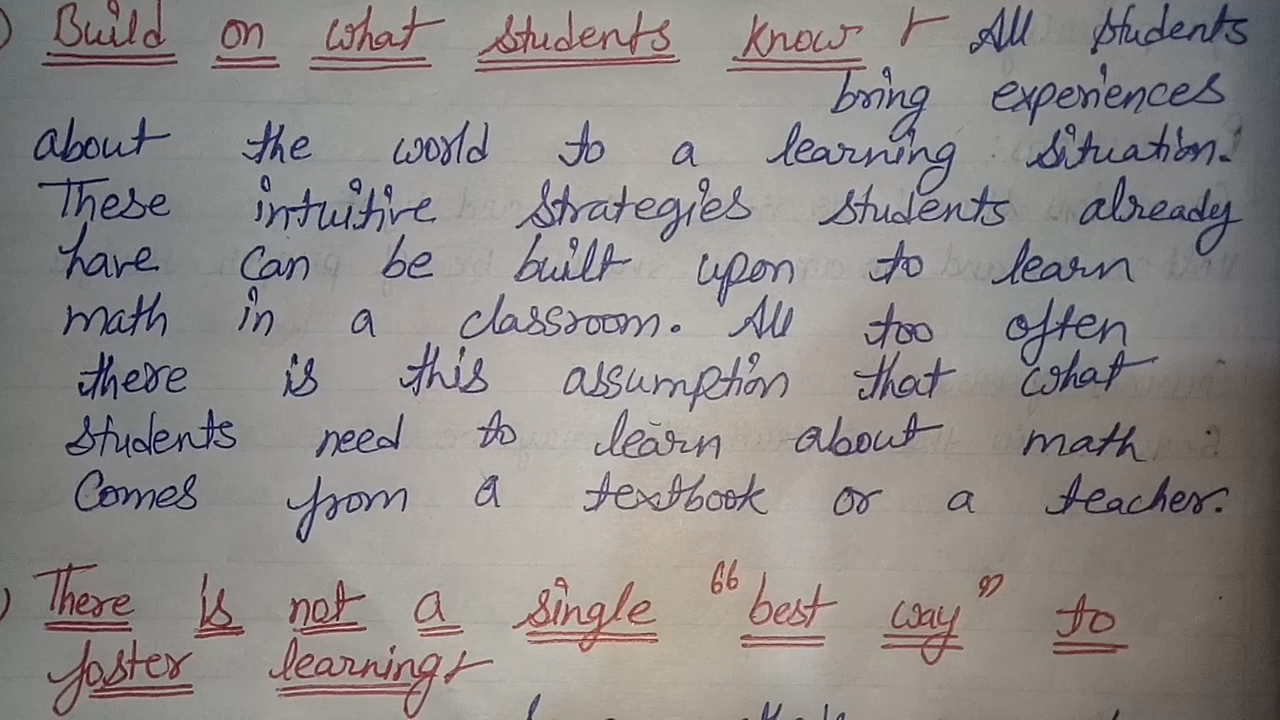 ) Build on what students know :- All students
bring experiences
about the world to a learning situation.
These intuitive strategies students already
have can be built upon to learn
math in a classroom. All too often
there is this assumption that what
students need to learn about math
Comes from a textbook or a teacher.
) There is not a single "best way" to
foster learning:-